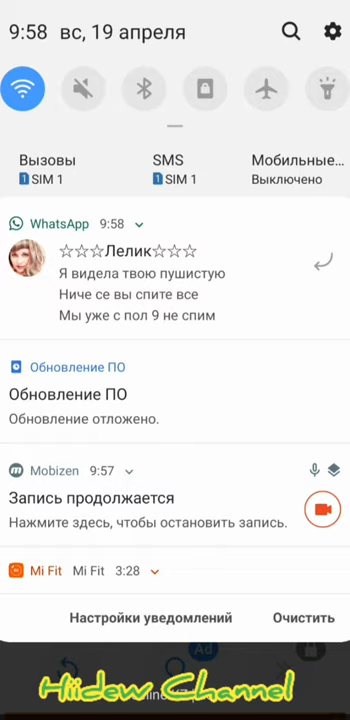 9:58 вс, 19 апреля
Вызовы SMS Мобильные...
1 SIM 1 1 SIM 1 Выключено
WhatsApp 9:58
☆☆☆Лелик☆☆☆
Я видела твою пушистую
Ниче се вы спите все
Мы уже с пол 9 не спим
Обновление ПО
Обновление ПО
Обновление отложено.
m Mobizen 9:57
Запись продолжается
Нажмите здесь, чтобы остановить запись.
Mi Fit Mi Fit 3:28
Настройки уведомлений Очистить
Ad
Hiidew Channel